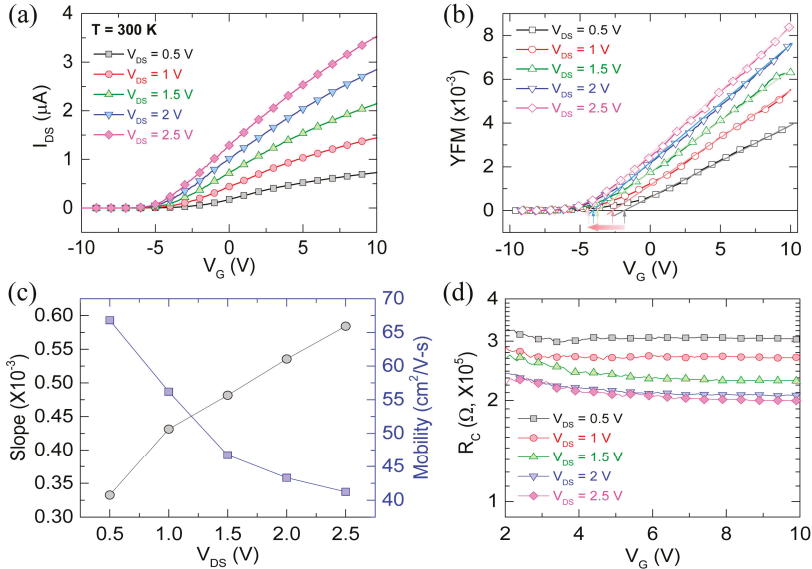 (a)
T = 300 K
V_DS = 0.5 V
V_DS = 1 V
V_DS = 1.5 V
V_DS = 2 V
V_DS = 2.5 V
I_DS (μA)
4
3
2
1
0
-10 -5 0 5 10
V_G (V)
(b)
V_DS = 0.5 V
V_DS = 1 V
V_DS = 1.5 V
V_DS = 2 V
V_DS = 2.5 V
YFM (x10⁻³)
8
6
4
2
0
-10 -5 0 5 10
V_G (V)
(c)
Slope (X10⁻³)
0.60
0.55
0.50
0.45
0.40
0.35
0.30
0.5 1.0 1.5 2.0 2.5
V_DS (V)
70
65
60
55
50
45
40
Mobility (cm²/V-s)
(d)
R_C (Ω, X10⁵)
4
3
2
1
V_DS = 0.5 V
V_DS = 1 V
V_DS = 1.5 V
V_DS = 2 V
V_DS = 2.5 V
2 4 6 8 10
V_G (V)